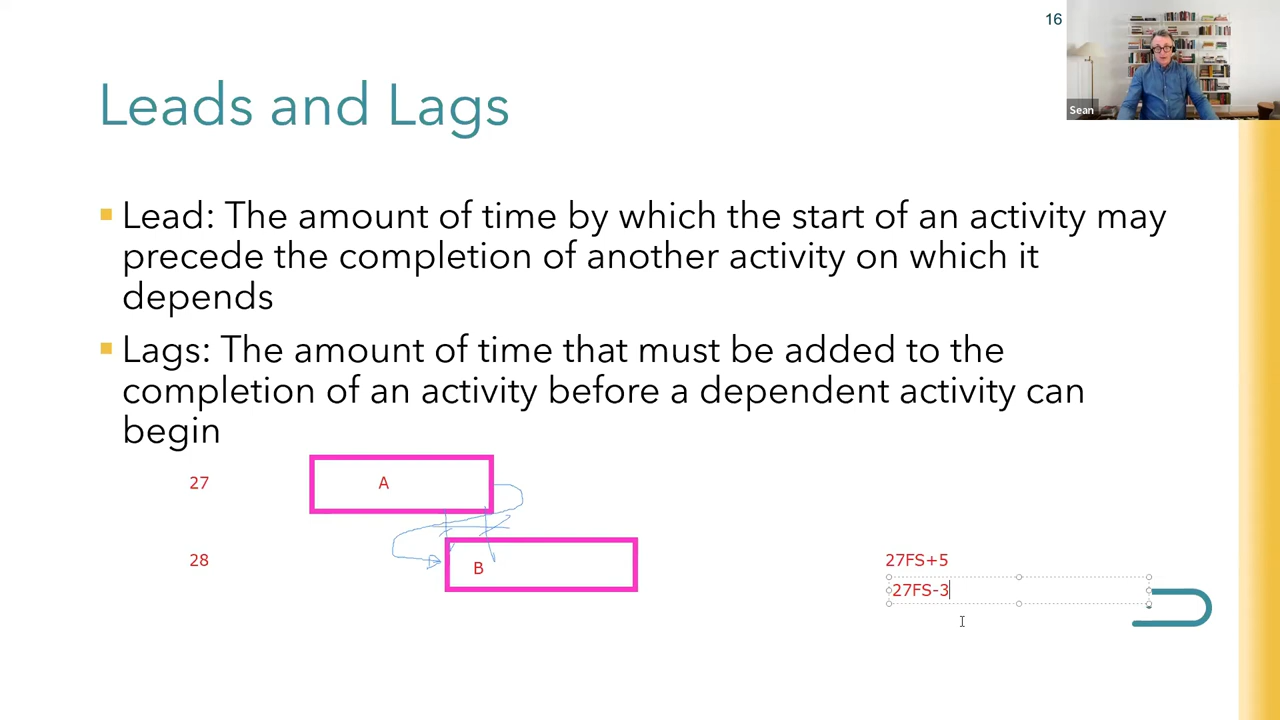 16
Sean
Leads and Lags
Lead: The amount of time by which the start of an activity may
precede the completion of another activity on which it
depends
Lags: The amount of time that must be added to the
completion of an activity before a dependent activity can
begin
27
A
28
B
27FS+5
27FS-3